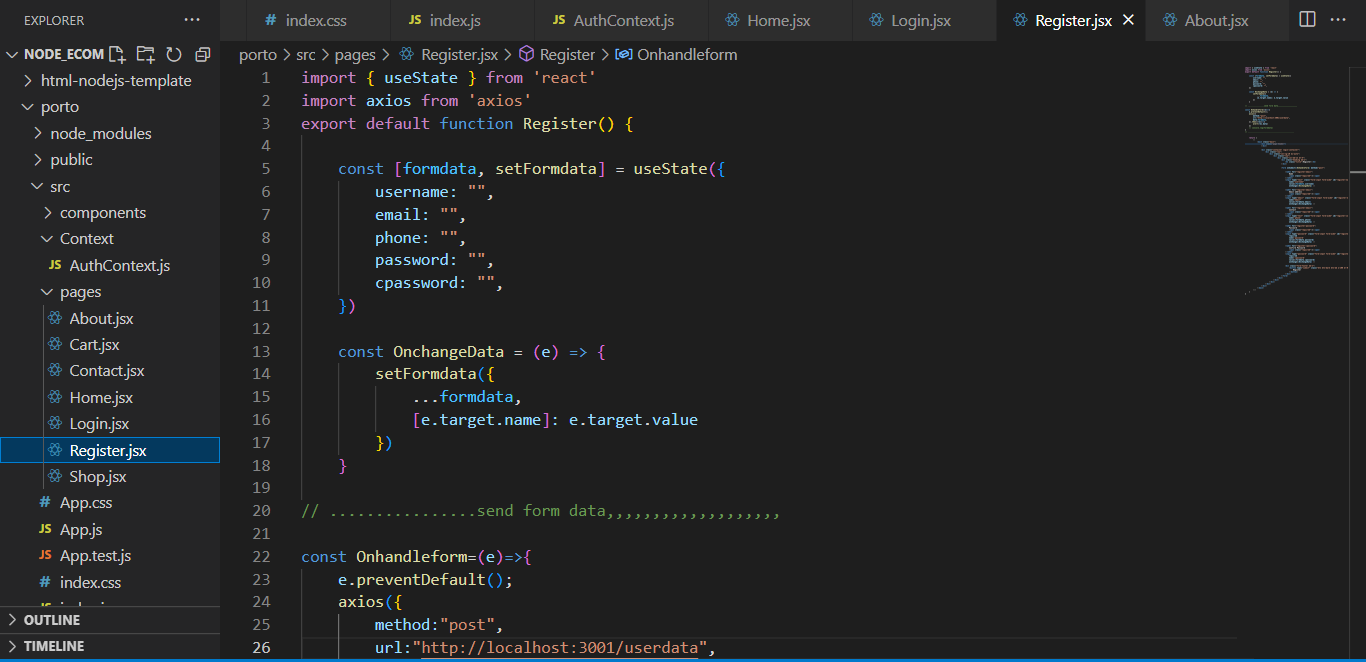 EXPLORER
NODE_ECOM
html-nodejs-template
porto
node_modules
public
src
components
Context
JS AuthContext.js
pages
About.jsx
Cart.jsx
Contact.jsx
Home.jsx
Login.jsx
Register.jsx
Shop.jsx
# App.css
JS App.js
JS App.test.js
# index.css
OUTLINE
TIMELINE
# index.css JS index.js JS AuthContext.js Home.jsx Login.jsx Register.jsx About.jsx
porto > src > pages > Register.jsx > Register > Onhandleform
1 import { useState } from 'react'
2 import axios from 'axios'
3 export default function Register() {
4
5 const [formdata, setFormdata] = useState({
6 username: "",
7 email: "",
8 phone: "",
9 password: "",
10 cpassword: "",
11 })
12
13 const OnchangeData = (e) => {
14 setFormdata({
15 ...formdata,
16 [e.target.name]: e.target.value
17 })
18 }
19
20 // ................send form data,,,,,,,,,,,,,,,,,,,
21
22 const Onhandleform=(e)=>{
23 e.preventDefault();
24 axios({
25 method:"post",
26 url:"http://localhost:3001/userdata",